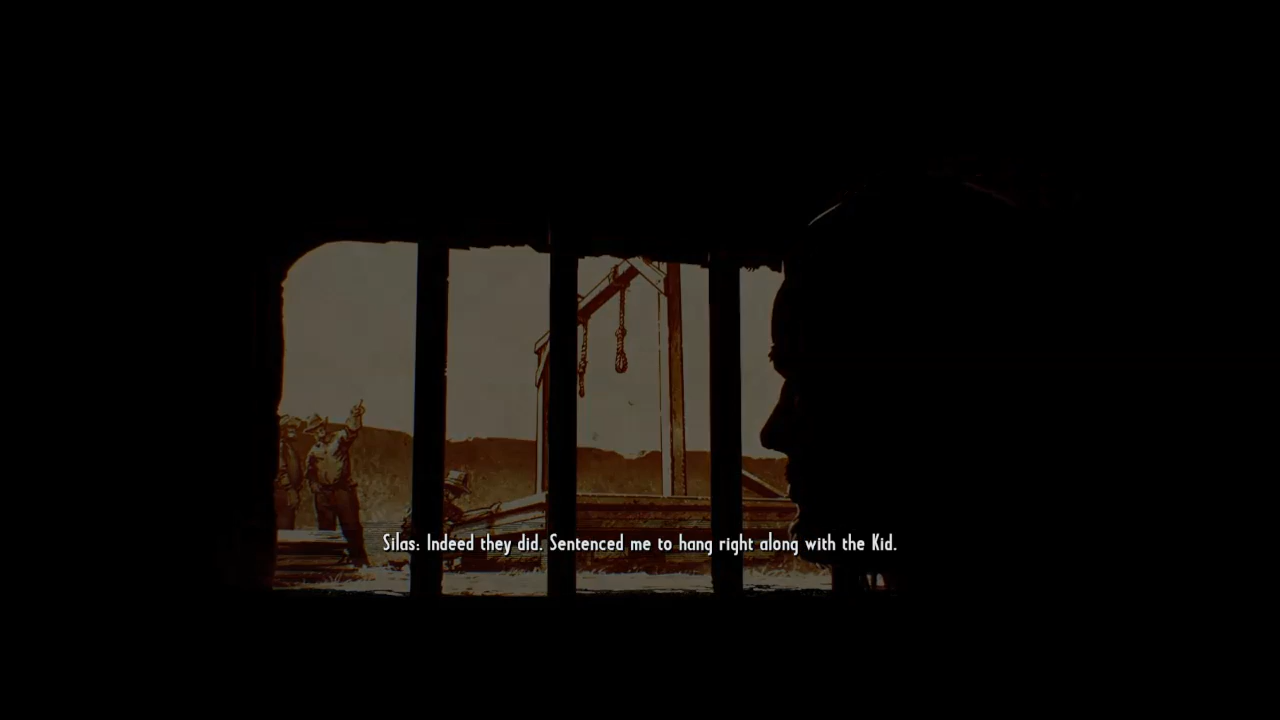 Silas: Indeed they did. Sentenced me to hang right along with the Kid.